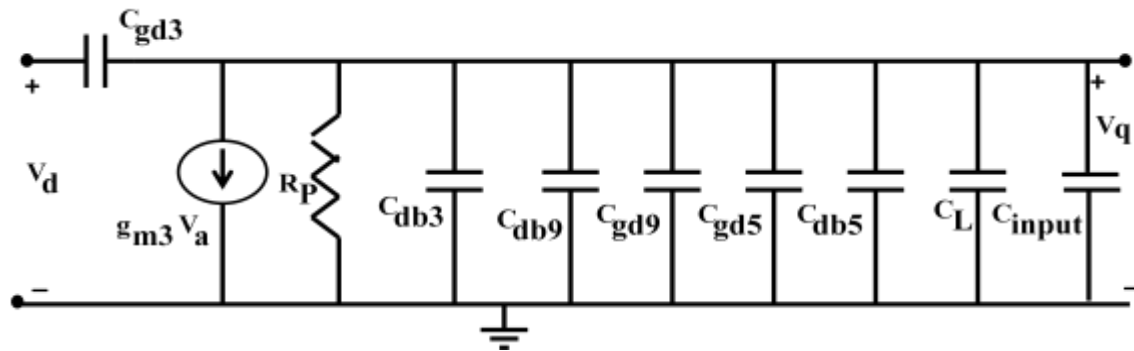 Cgd3
+
+
Vd
gm3 Va
RP
Cdb3
Cdb9
Cgd9
Cgd5
Cdb5
CL
Cinput
Vq
−
−